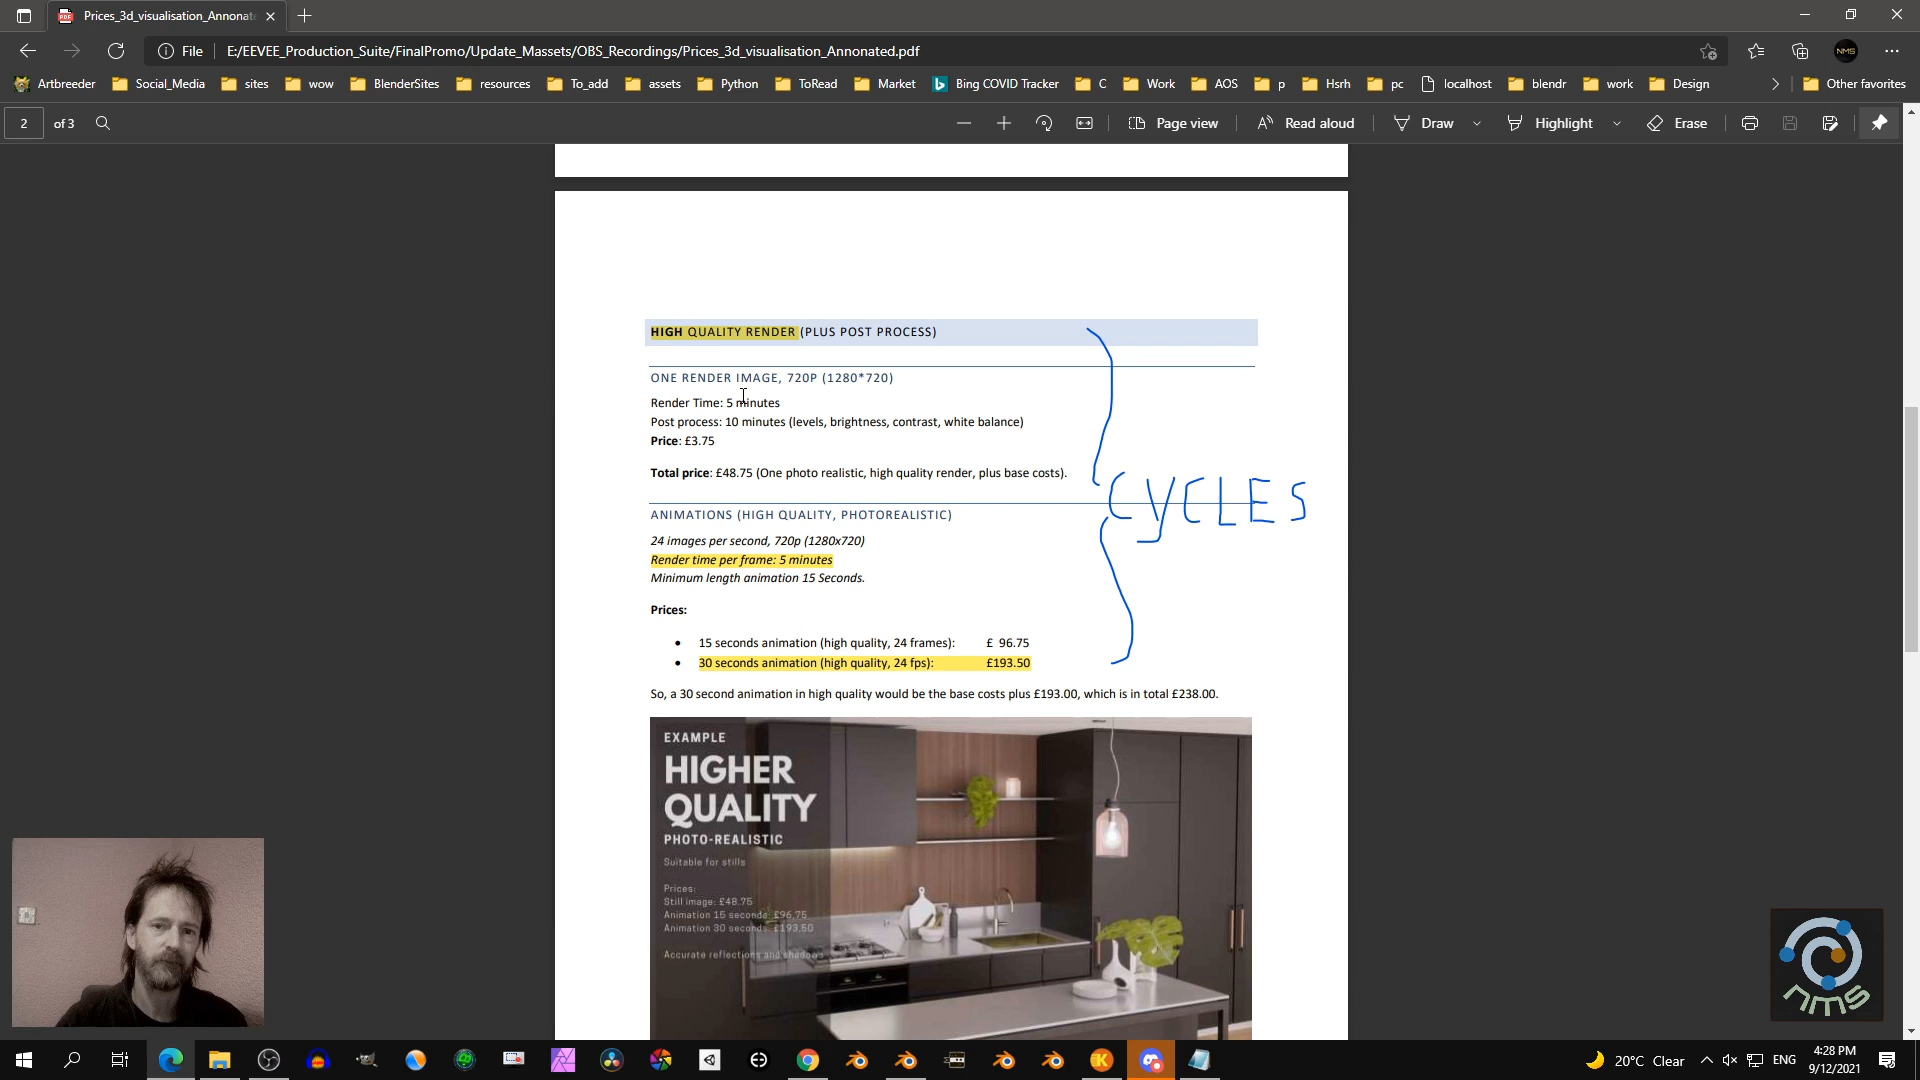 Prices_3d_visualisation_Annonate
File
E:/EEVEE_Production_Suite/FinalPromo/Update_Massets/OBS_Recordings/Prices_3d_visualisation_Annonated.pdf
NMS
Artbreeder Social_Media sites wow BlenderSites resources To_add assets Python ToRead Market Bing COVID Tracker C Work AOS p Hsrh pc localhost blendr work Design Other favorites
2 of 3 Page view Read aloud Draw Highlight Erase
HIGH QUALITY RENDER (PLUS POST PROCESS)
ONE RENDER IMAGE, 720P (1280*720)
Render Time: 5 minutes
Post process: 10 minutes (levels, brightness, contrast, white balance)
Price: £3.75
Total price: £48.75 (One photo realistic, high quality render, plus base costs).
CYCLES
ANIMATIONS (HIGH QUALITY, PHOTOREALISTIC)
24 images per second, 720p (1280x720)
Render time per frame: 5 minutes
Minimum length animation 15 Seconds.
Prices:
• 15 seconds animation (high quality, 24 frames): £ 96.75
• 30 seconds animation (high quality, 24 fps): £193.50
So, a 30 second animation in high quality would be the base costs plus £193.00, which is in total £238.00.
EXAMPLE
HIGHER
QUALITY
PHOTO-REALISTIC
Suitable for stills
Prices:
Still image: £48.75
Animation 15 seconds: £96,75
Animation 30 seconds: £193,50
Accurate reflections and shadows
nms
20°C Clear
ENG
4:28 PM
9/12/2021